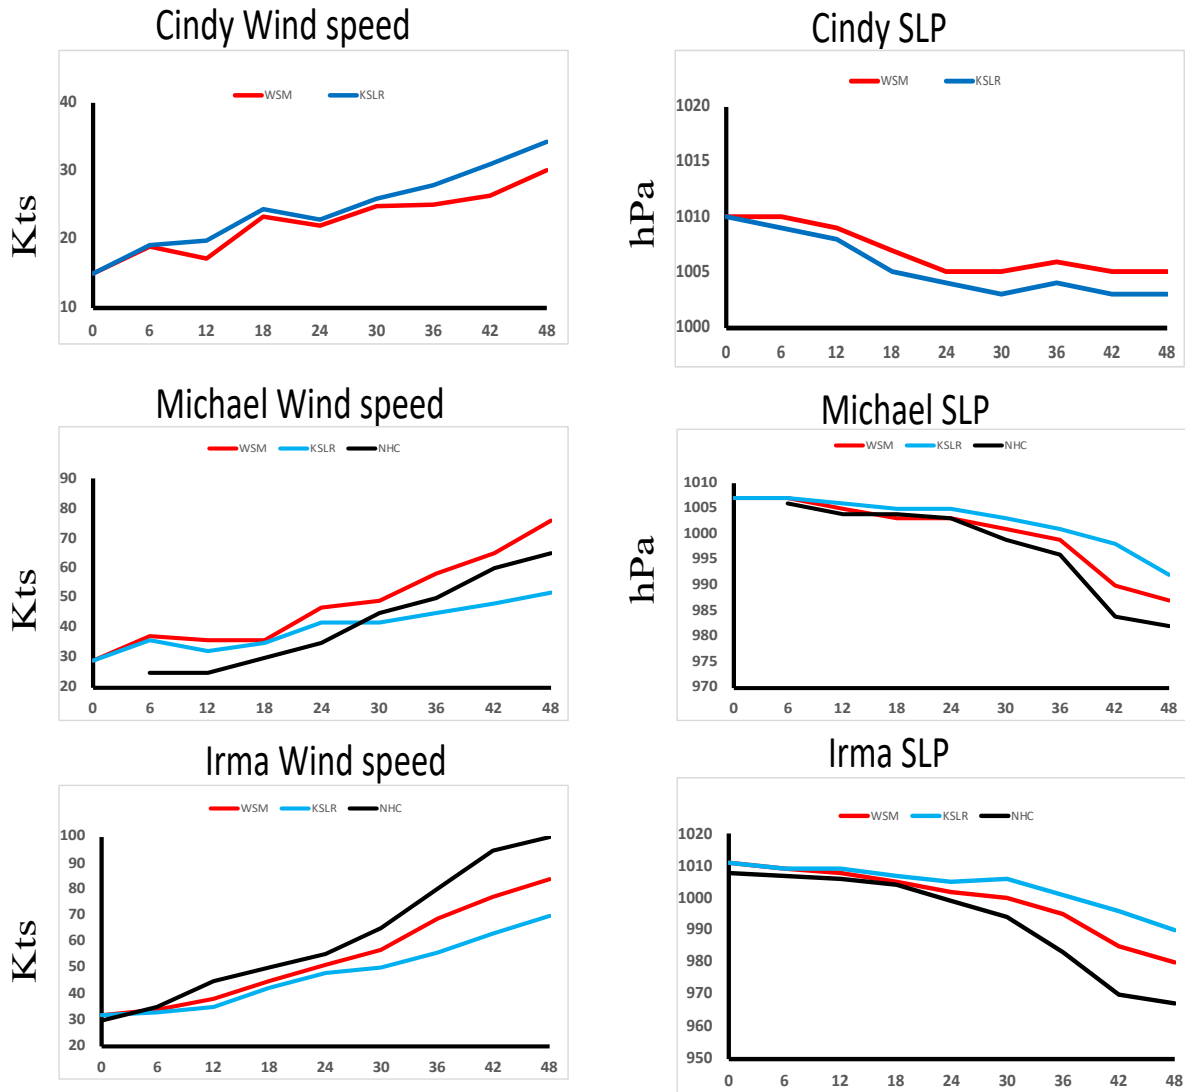 Cindy Wind speed
WSM KSLR
40
30
20
10
Kts
0 6 12 18 24 30 36 42 48
Cindy SLP
WSM KSLR
1020
1015
1010
1005
1000
hPa
0 6 12 18 24 30 36 42 48
Michael Wind speed
WSM KSLR NHC
90
80
70
60
50
40
30
20
Kts
0 6 12 18 24 30 36 42 48
Michael SLP
WSM KSLR NHC
1010
1005
1000
995
990
985
980
975
970
hPa
0 6 12 18 24 30 36 42 48
Irma Wind speed
WSM KSLR NHC
100
90
80
70
60
50
40
30
20
Kts
0 6 12 18 24 30 36 42 48
Irma SLP
WSM KSLR NHC
1020
1010
1000
990
980
970
960
950
0 6 12 18 24 30 36 42 48